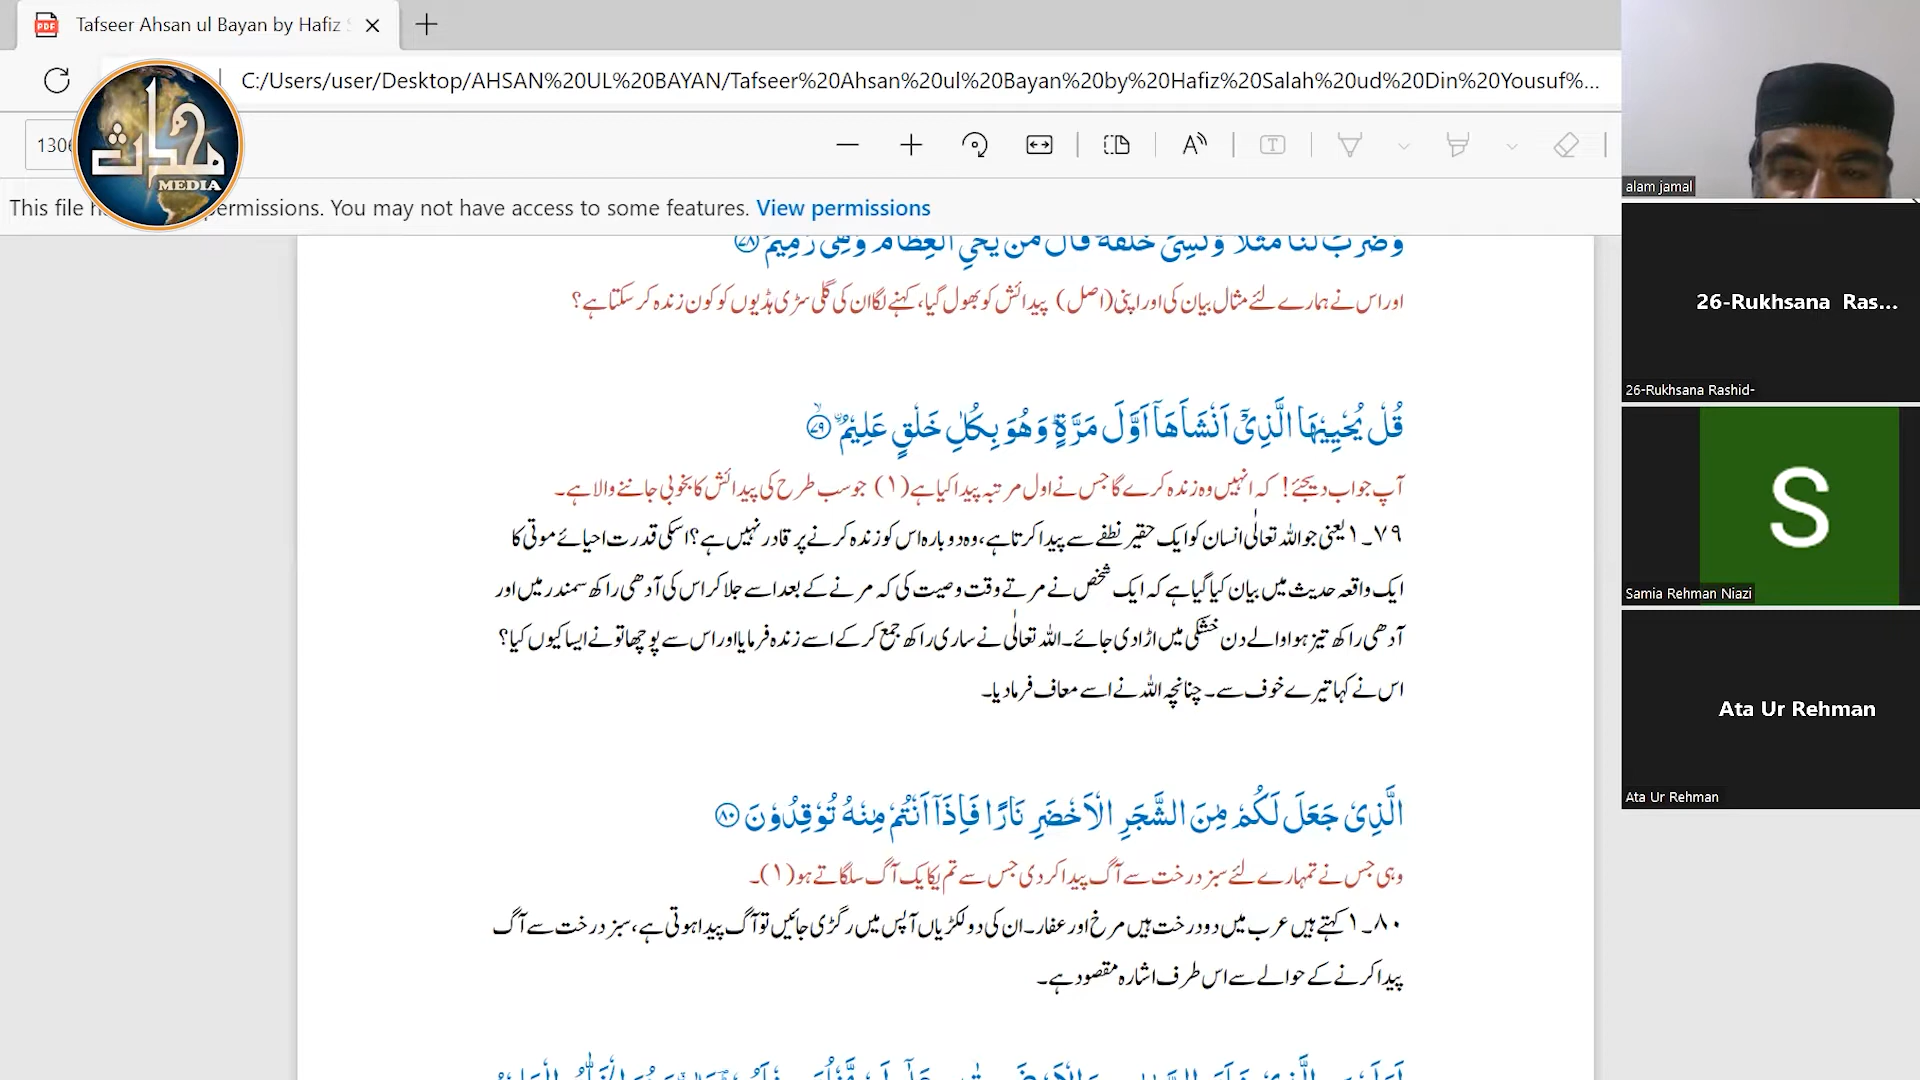 Tafseer Ahsan ul Bayan by Hafiz
C:/Users/user/Desktop/AHSAN%20UL%20BAYAN/Tafseer%20Ahsan%20ul%20Bayan%20by%20Hafiz%20Salah%20ud%20Din%20Yousuf%...
1306
محدث
MEDIA
This file permissions. You may not have access to some features. View permissions
وَضَرَبَ لَنَا مَثَلًا وَّنَسِيَ خَلْقَهٗ قَالَ مَنْ يُّحْيِ الْعِظَامَ وَهِيَ رَمِيْمٌ ۷۸
اور اس نے ہمارے لئے مثال بیان کی اور اپنی (اصل) پیدائش کو بھول گیا، کہنے لگا ان کی گلی سڑی ہڈیوں کو کون زندہ کر سکتا ہے؟
قُلْ يُحْيِيْهَا الَّذِيْٓ اَنْشَاَهَآ اَوَّلَ مَرَّةٍ ۭ وَهُوَ بِكُلِّ خَلْقٍ عَلِيْمُۨ ۷۹ۙ
آپ جواب دیجئے! کہ انہیں وہ زندہ کرے گا جس نے اول مرتبہ پیدا کیا ہے (۱) جو سب طرح کی پیدائش کا بخوبی جاننے والا ہے۔
۷۹۔۱ یعنی جو اللہ تعالٰی انسان کو ایک حقیر نطفے سے پیدا کرتا ہے، وہ دوبارہ اس کو زندہ کرنے پر قادر نہیں ہے؟ اسکی قدرت احیائے موتٰی کا
ایک واقعہ حدیث میں بیان کیا گیا ہے کہ ایک شخص نے مرتے وقت وصیت کی کہ مرنے کے بعد اسے جلا کر اس کی آدھی راکھ سمندر میں اور
آدھی راکھ تیز ہوا والے دن خشکی میں اڑا دی جائے۔ اللہ تعالٰی نے ساری راکھ جمع کر کے اسے زندہ فرمایا اور اس سے پوچھا تو نے ایسا کیوں کیا؟
اس نے کہا تیرے خوف سے۔ چنانچہ اللہ نے اسے معاف فرما دیا۔
الَّذِيْ جَعَلَ لَكُمْ مِّنَ الشَّجَرِ الْاَخْضَرِ نَارًا فَاِذَآ اَنْتُمْ مِّنْهُ تُوْقِدُوْنَ ۸۰
وہی جس نے تمہارے لئے سبز درخت سے آگ پیدا کر دی جس سے تم یکایک آگ سلگاتے ہو (۱)۔
۸۰۔۱ کہتے ہیں عرب میں دو درخت ہیں مرخ اور عفار۔ ان کی دو لکڑیاں آپس میں رگڑی جائیں تو آگ پیدا ہوتی ہے، سبز درخت سے آگ
پیدا کرنے کے حوالے سے اس طرف اشارہ مقصود ہے۔
alam jamal
26-Rukhsana Ras...
26-Rukhsana Rashid-
S
Samia Rehman Niazi
Ata Ur Rehman
Ata Ur Rehman